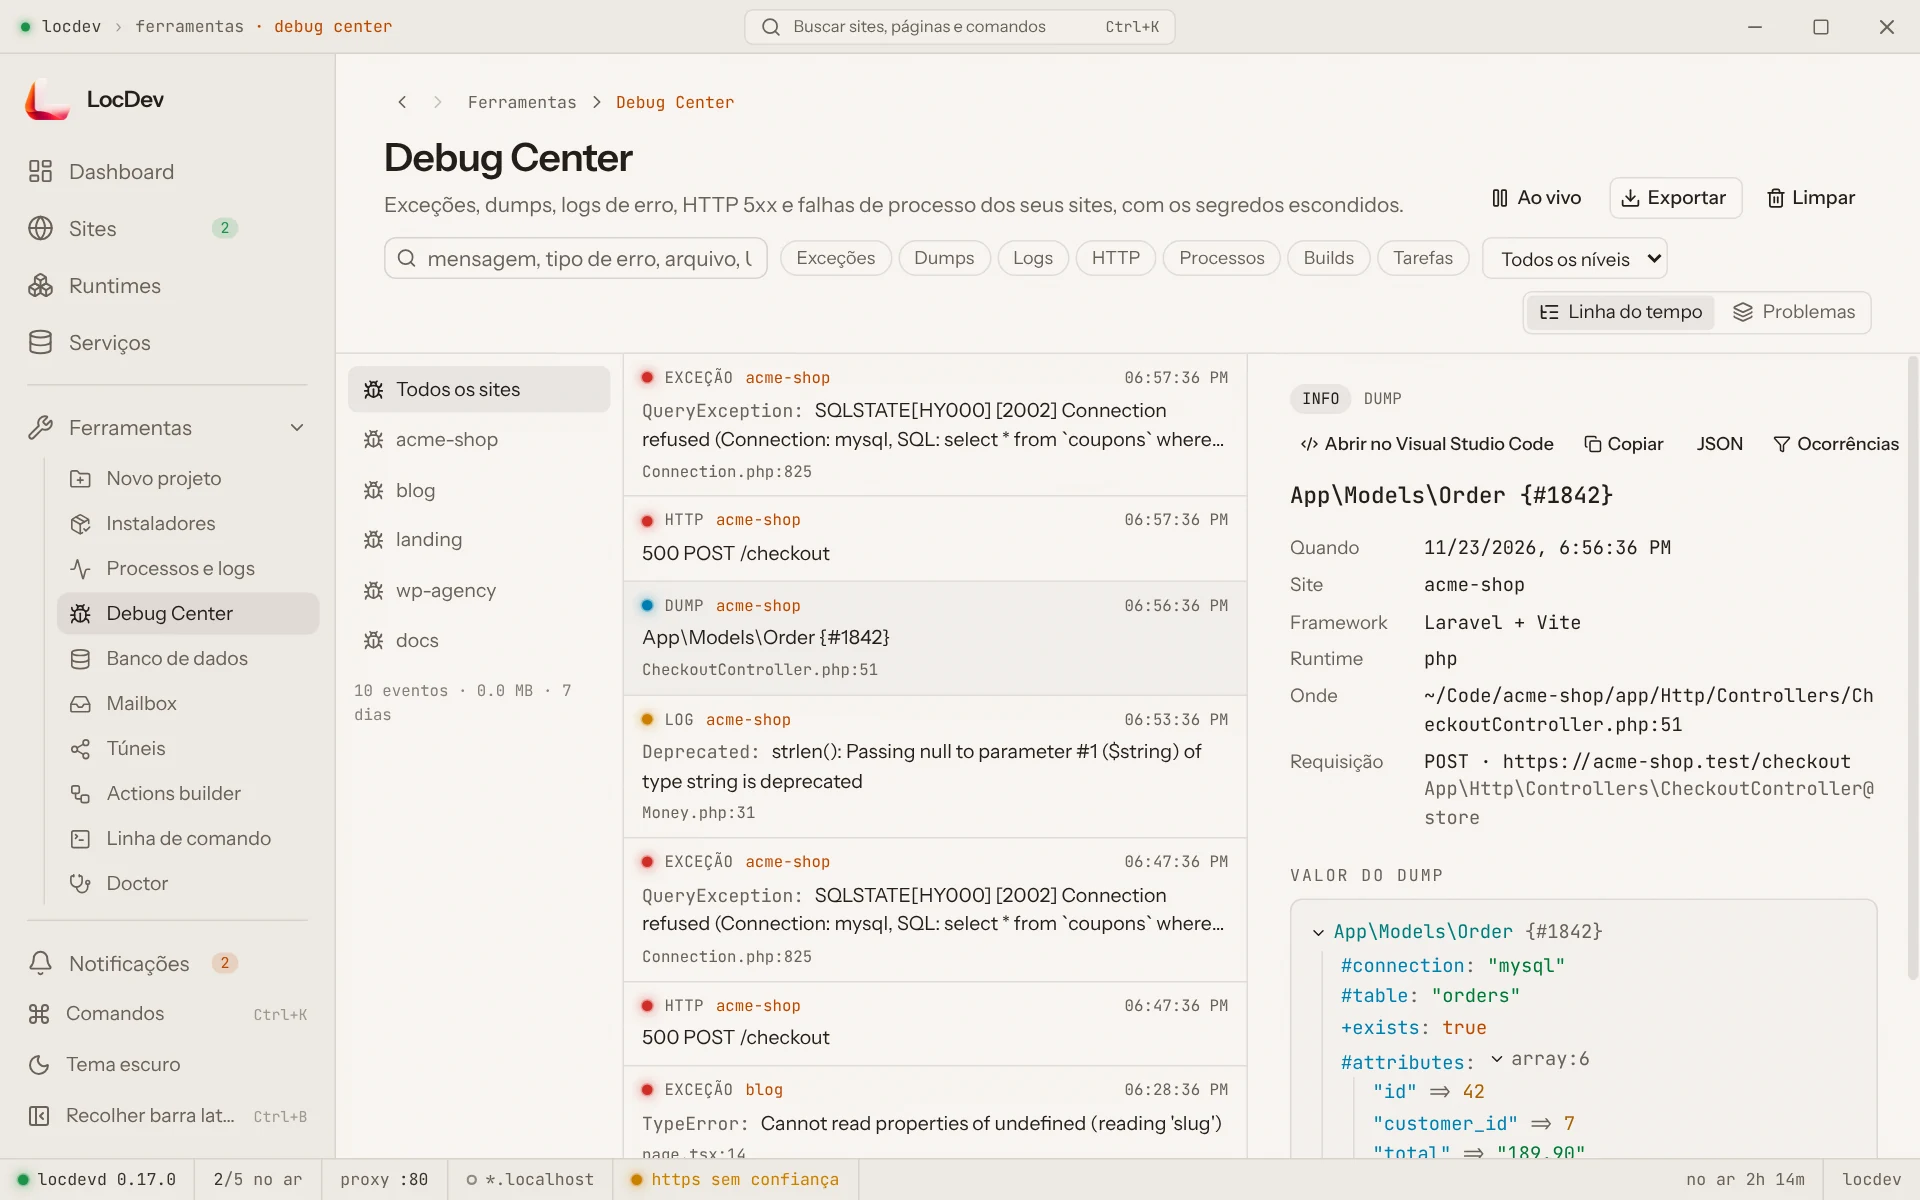 locdev › ferramentas · debug center
Buscar sites, páginas e comandos Ctrl+K
LocDev
Dashboard
Sites 2
Runtimes
Serviços
Ferramentas
Novo projeto
Instaladores
Processos e logs
Debug Center
Banco de dados
Mailbox
Túneis
Actions builder
Linha de comando
Doctor
Notificações 2
Comandos Ctrl+K
Tema escuro
Recolher barra lat... Ctrl+B
Ferramentas > Debug Center
Debug Center
Exceções, dumps, logs de erro, HTTP 5xx e falhas de processo dos seus sites, com os segredos escondidos.
Ao vivo Exportar Limpar
mensagem, tipo de erro, arquivo, Exceções Dumps Logs HTTP Processos Builds Tarefas Todos os níveis
Linha do tempo Problemas
Todos os sites
acme-shop
blog
landing
wp-agency
docs
10 eventos · 0.0 MB · 7
dias
EXCEÇÃO acme-shop 06:57:36 PM
QueryException: SQLSTATE[HY000] [2002] Connection
refused (Connection: mysql, SQL: select * from `coupons` where...
Connection.php:825
HTTP acme-shop 06:57:36 PM
500 POST /checkout
DUMP acme-shop 06:56:36 PM
App\Models\Order {#1842}
CheckoutController.php:51
LOG acme-shop 06:53:36 PM
Deprecated: strlen(): Passing null to parameter #1 ($string) of
type string is deprecated
Money.php:31
EXCEÇÃO acme-shop 06:47:36 PM
QueryException: SQLSTATE[HY000] [2002] Connection
refused (Connection: mysql, SQL: select * from `coupons` where...
Connection.php:825
HTTP acme-shop 06:47:36 PM
500 POST /checkout
EXCEÇÃO blog 06:28:36 PM
TypeError: Cannot read properties of undefined (reading 'slug')
page.tsx:14
INFO DUMP
Abrir no Visual Studio Code Copiar JSON Ocorrências
App\Models\Order {#1842}
Quando 11/23/2026, 6:56:36 PM
Site acme-shop
Framework Laravel + Vite
Runtime php
Onde ~/Code/acme-shop/app/Http/Controllers/Ch
eckoutController.php:51
Requisição POST · https://acme-shop.test/checkout
App\Http\Controllers\CheckoutController@
store
VALOR DO DUMP
App\Models\Order {#1842}
#connection: "mysql"
#table: "orders"
+exists: true
#attributes: array:6
"id" => 42
"customer_id" => 7
"total" => "189.90"
locdevd 0.17.0 2/5 no ar proxy :80 *.localhost https sem confiança no ar 2h 14m locdev